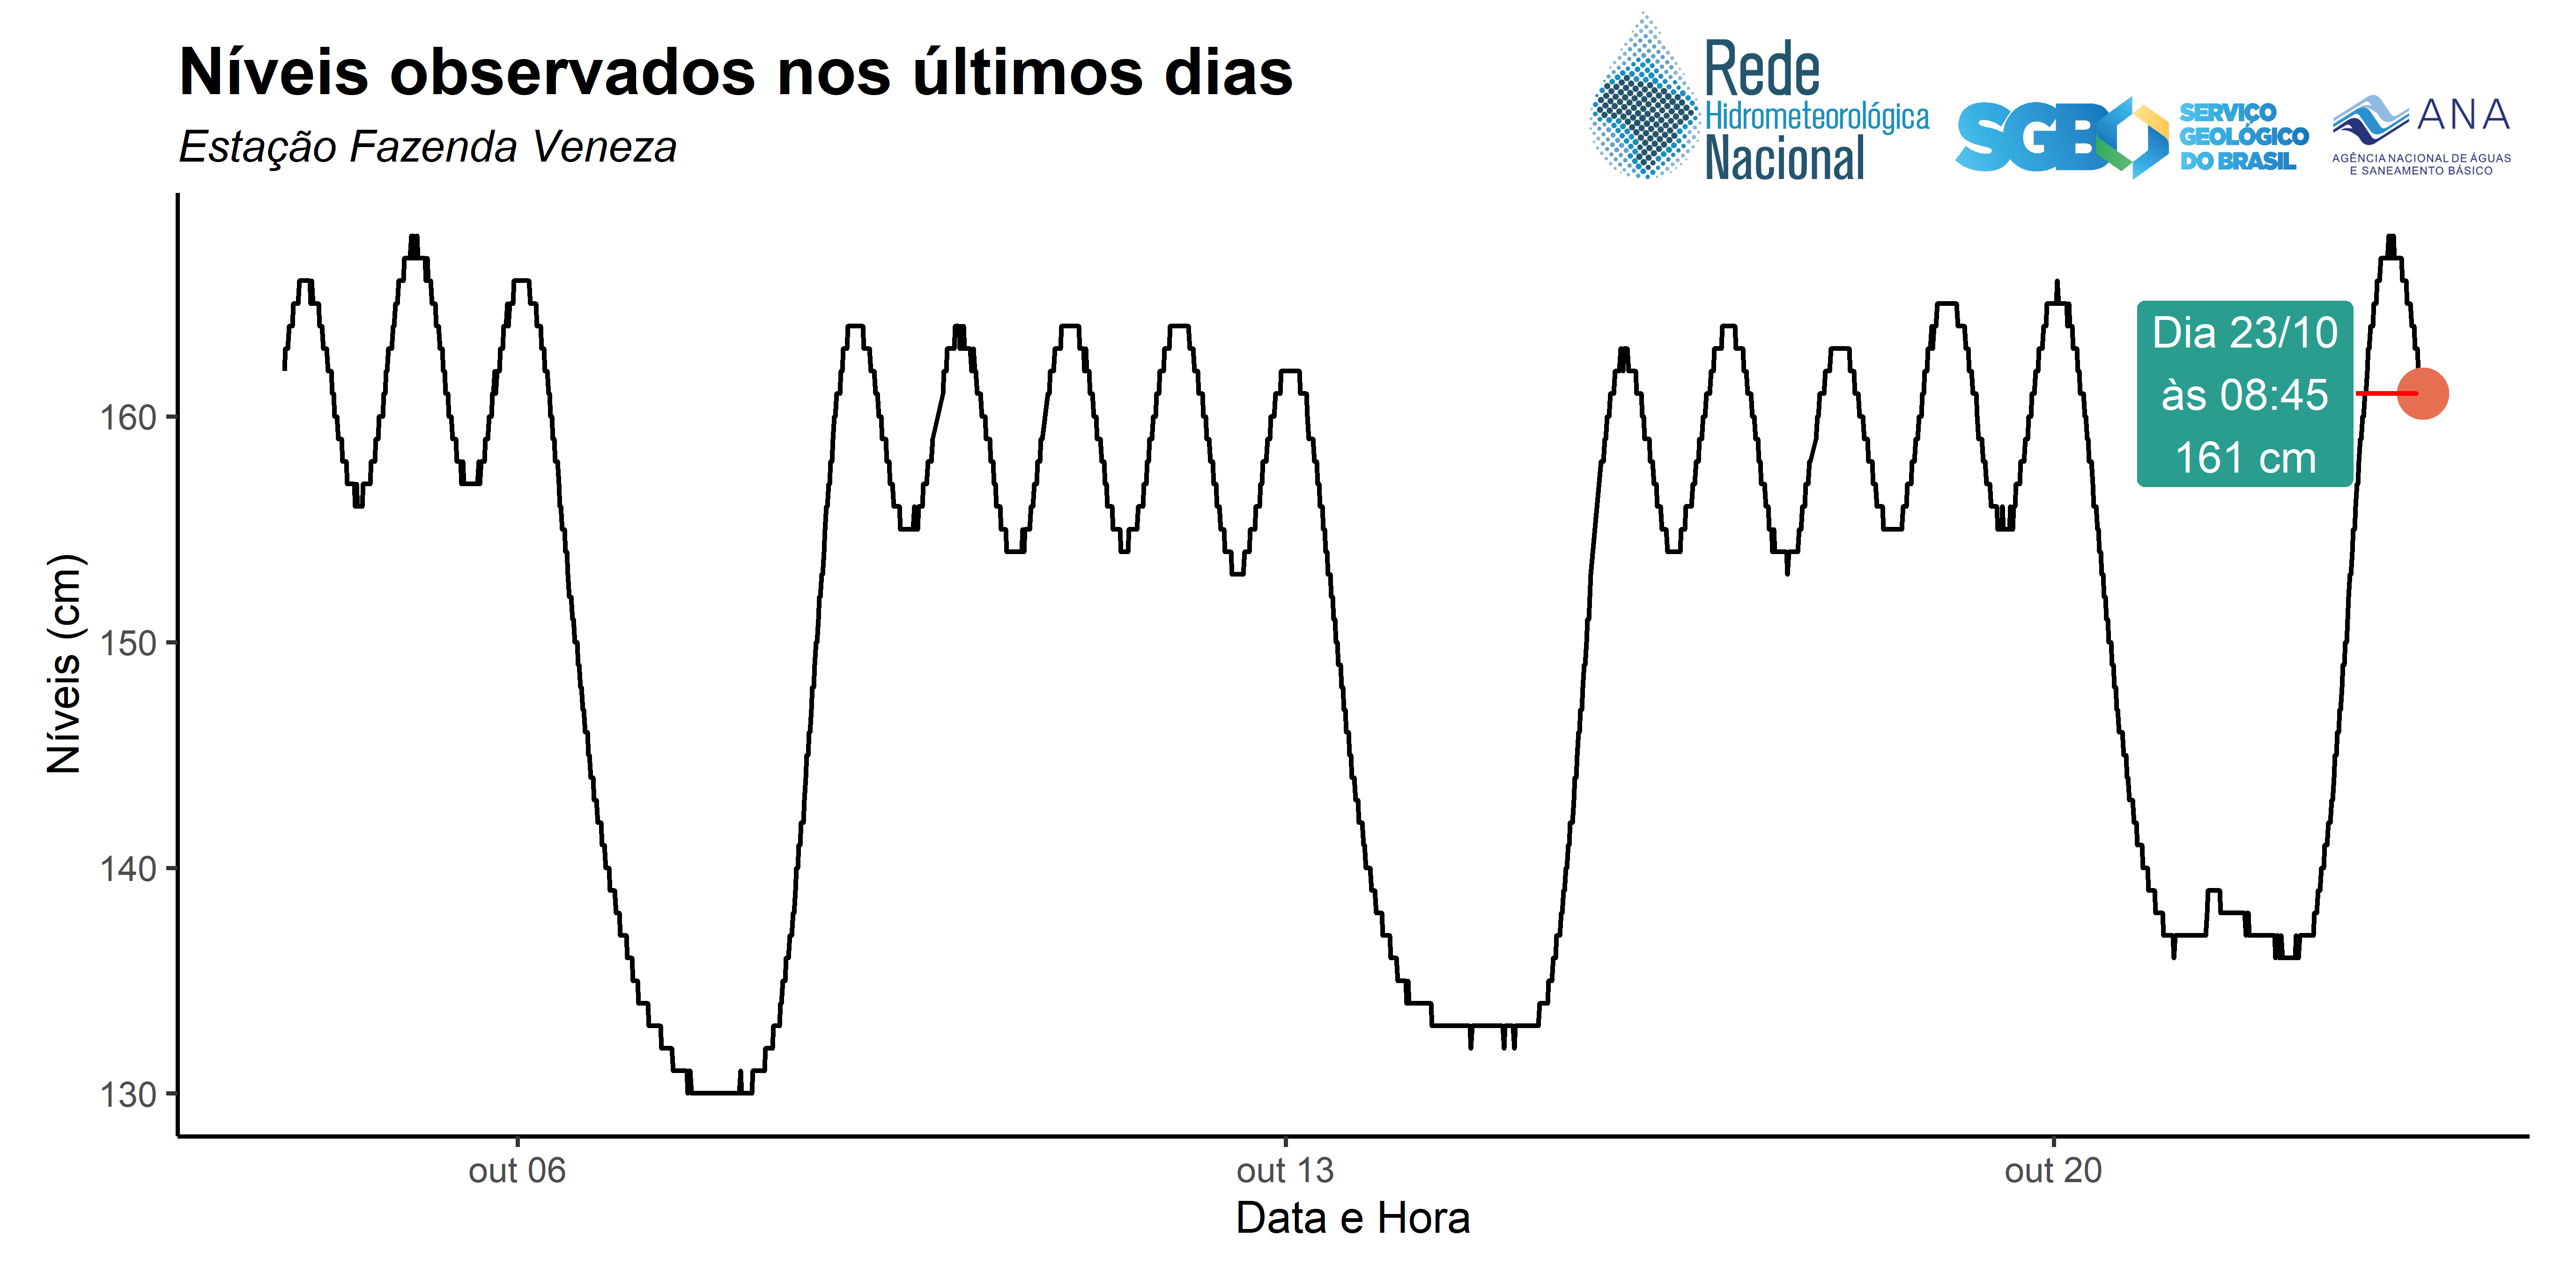 Níveis observados nos últimos dias
Estação Fazenda Veneza
Rede
Hidrometeorológica
Nacional
SGB
SERVIÇO
GEOLÓGICO
DO BRASIL
ANA
AGÊNCIA NACIONAL DE ÁGUAS
E SANEAMENTO BÁSICO
Dia 23/10
às 08:45
161 cm
Níveis (cm)
160
150
140
130
out 06
out 13
out 20
Data e Hora